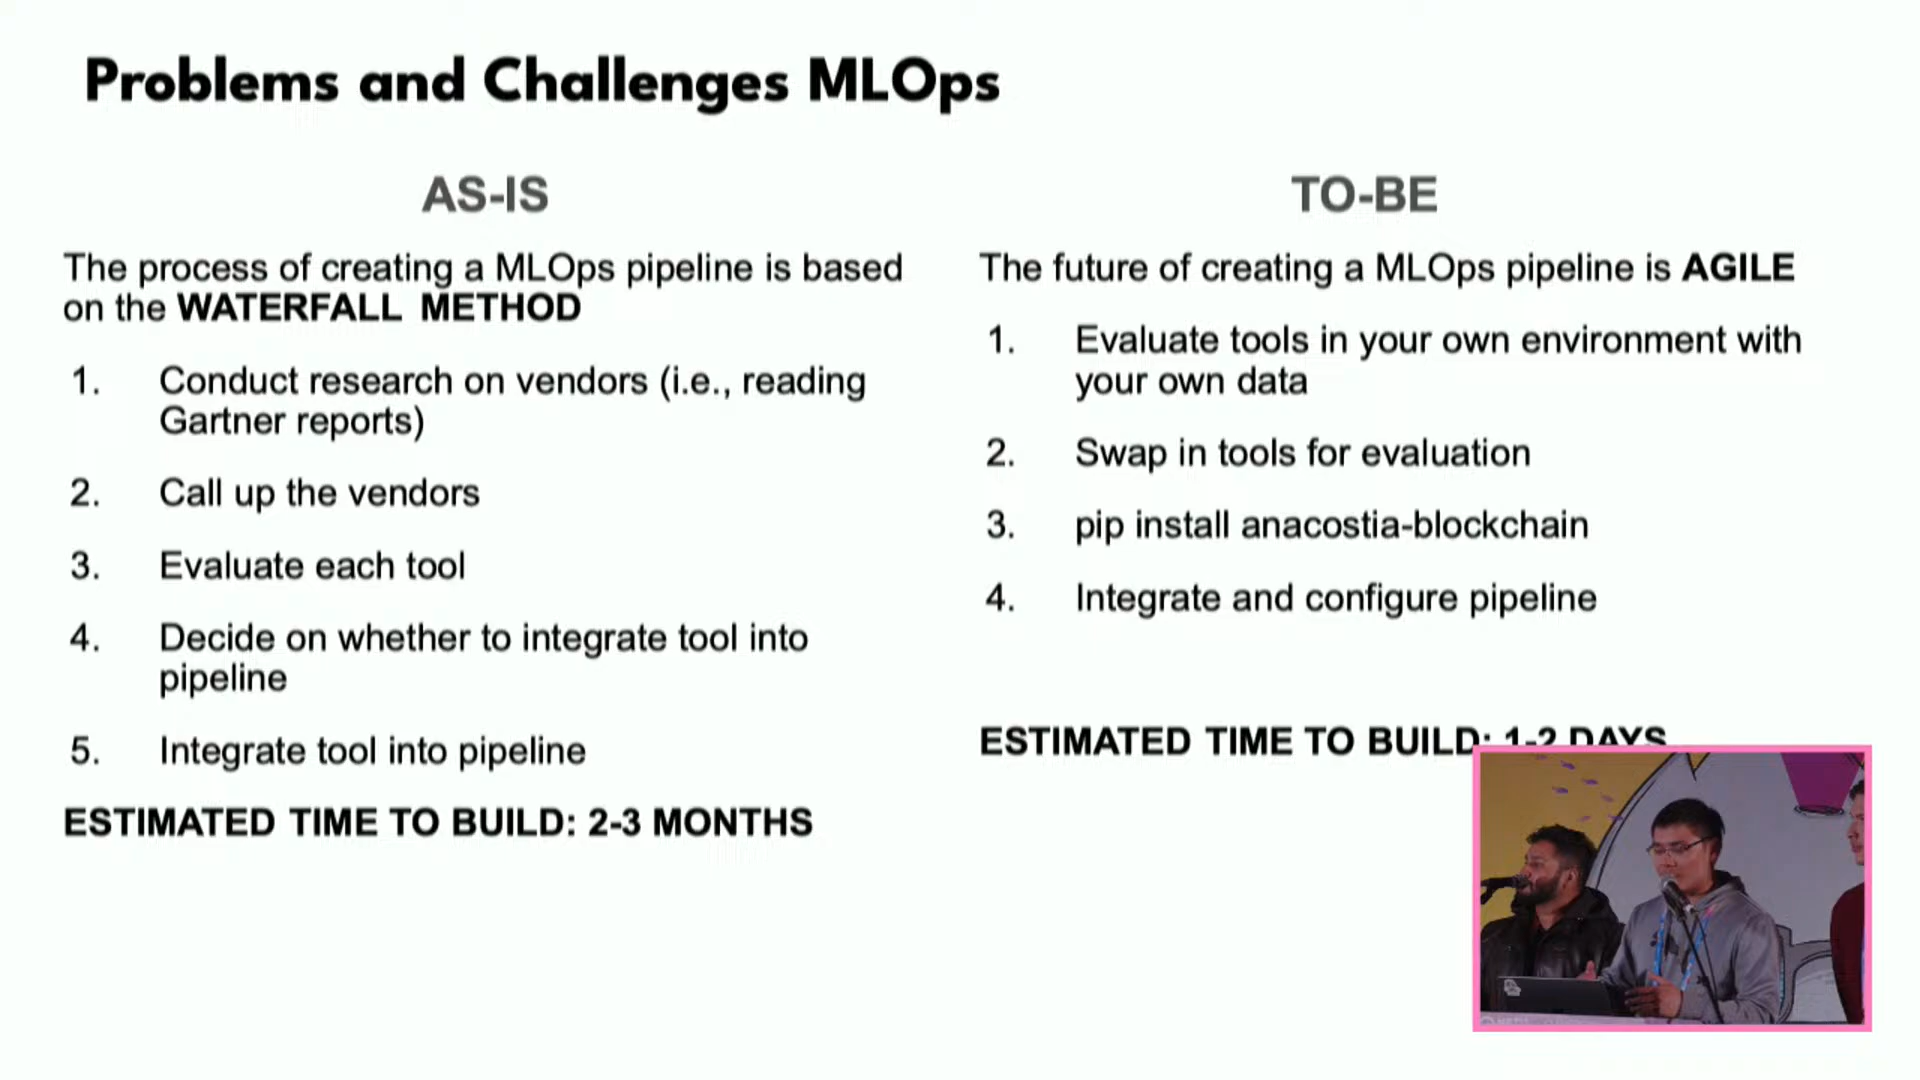 Problems and Challenges MLOps
AS-IS
The process of creating a MLOps pipeline is based
on the WATERFALL METHOD
1. Conduct research on vendors (i.e., reading
Gartner reports)
2. Call up the vendors
3. Evaluate each tool
4. Decide on whether to integrate tool into
pipeline
5. Integrate tool into pipeline
ESTIMATED TIME TO BUILD: 2-3 MONTHS
TO-BE
The future of creating a MLOps pipeline is AGILE
1. Evaluate tools in your own environment with
your own data
2. Swap in tools for evaluation
3. pip install anacostia-blockchain
4. Integrate and configure pipeline
ESTIMATED TIME TO BUILD: 1-2 DAYS